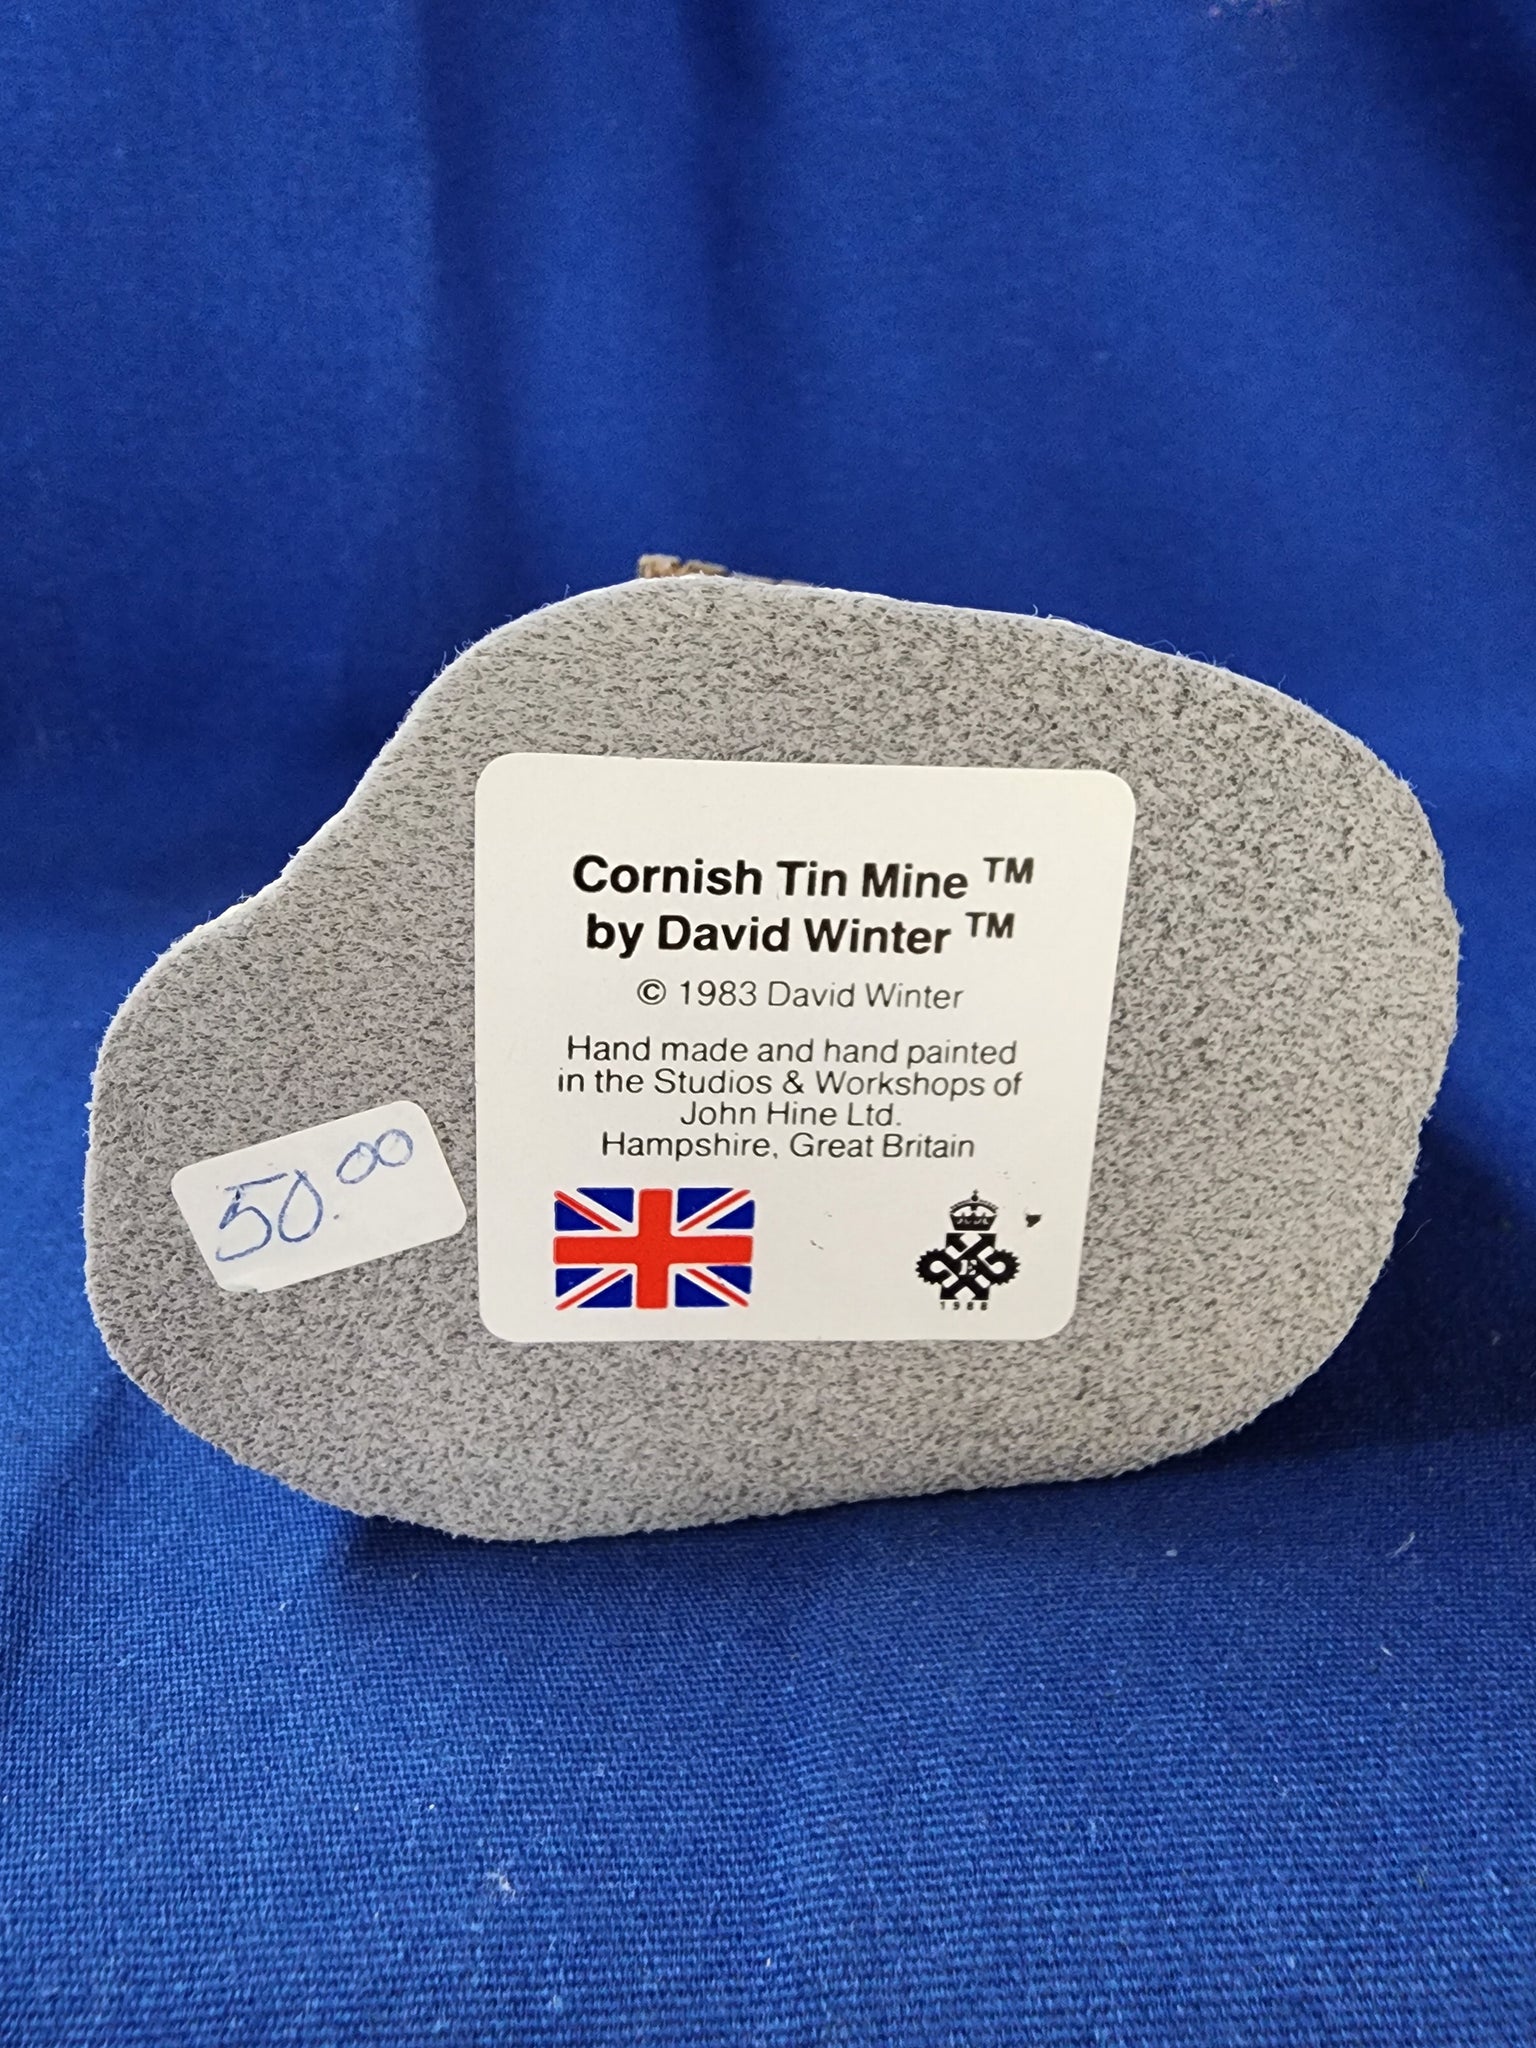 Cornish Tin Mine ™
by David Winter ™
© 1983 David Winter
Hand made and hand painted
in the Studios & Workshops of
John Hine Ltd.
Hampshire, Great Britain
50.00
E
1988